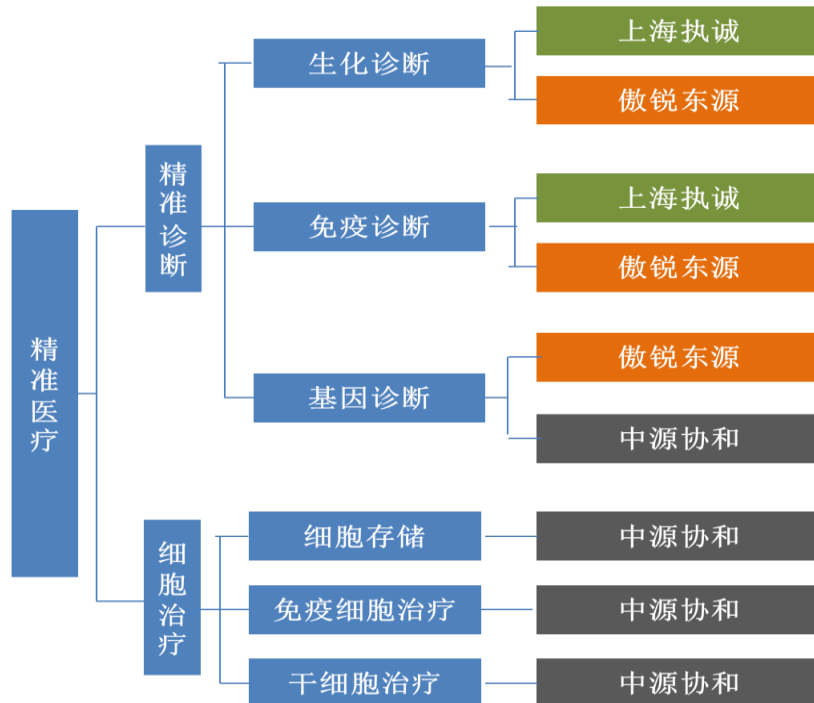 精准医疗
精准诊断
生化诊断
上海执诚
傲锐东源
免疫诊断
上海执诚
傲锐东源
基因诊断
傲锐东源
中源协和
细胞治疗
细胞存储
中源协和
免疫细胞治疗
中源协和
干细胞治疗
中源协和